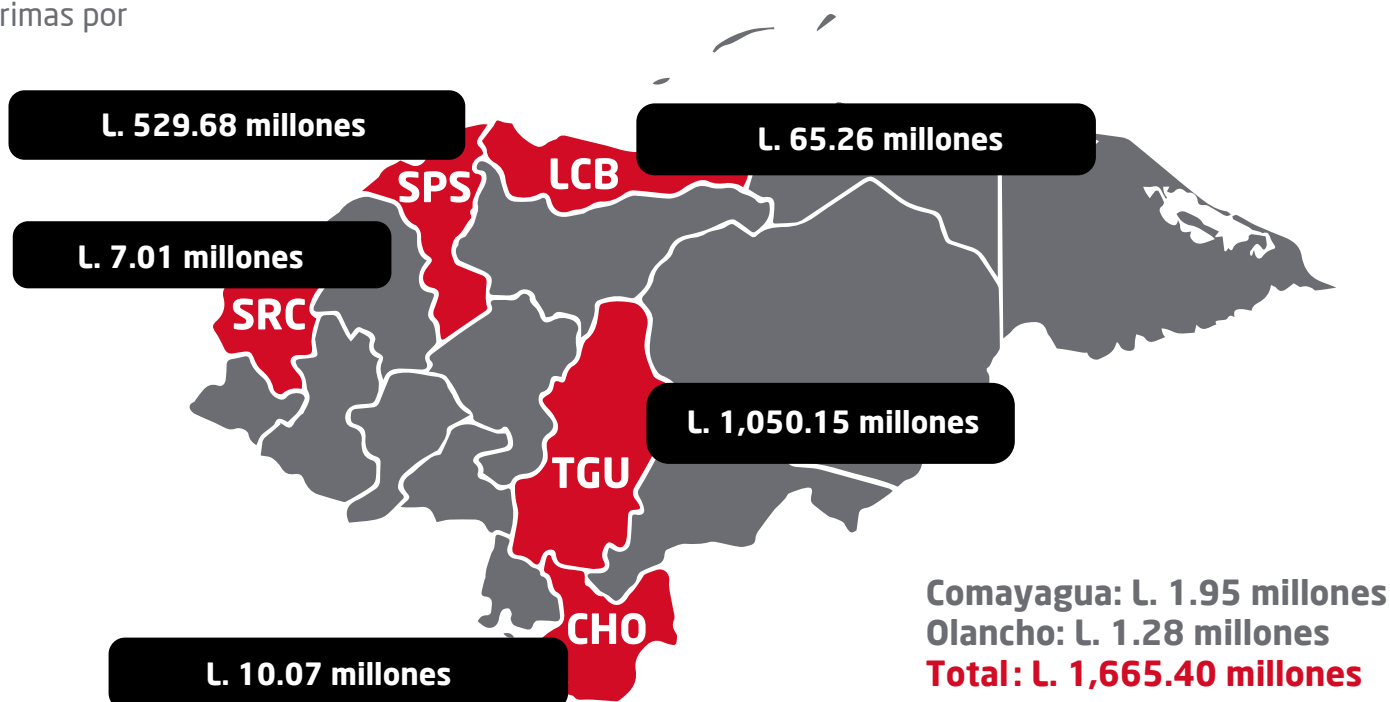 rimas por
L. 529.68 millones
L. 65.26 millones
SPS
LCB
L. 7.01 millones
SRC
L. 1,050.15 millones
TGU
CHO
L. 10.07 millones
Comayagua: L. 1.95 millones
Olancho: L. 1.28 millones
Total: L. 1,665.40 millones